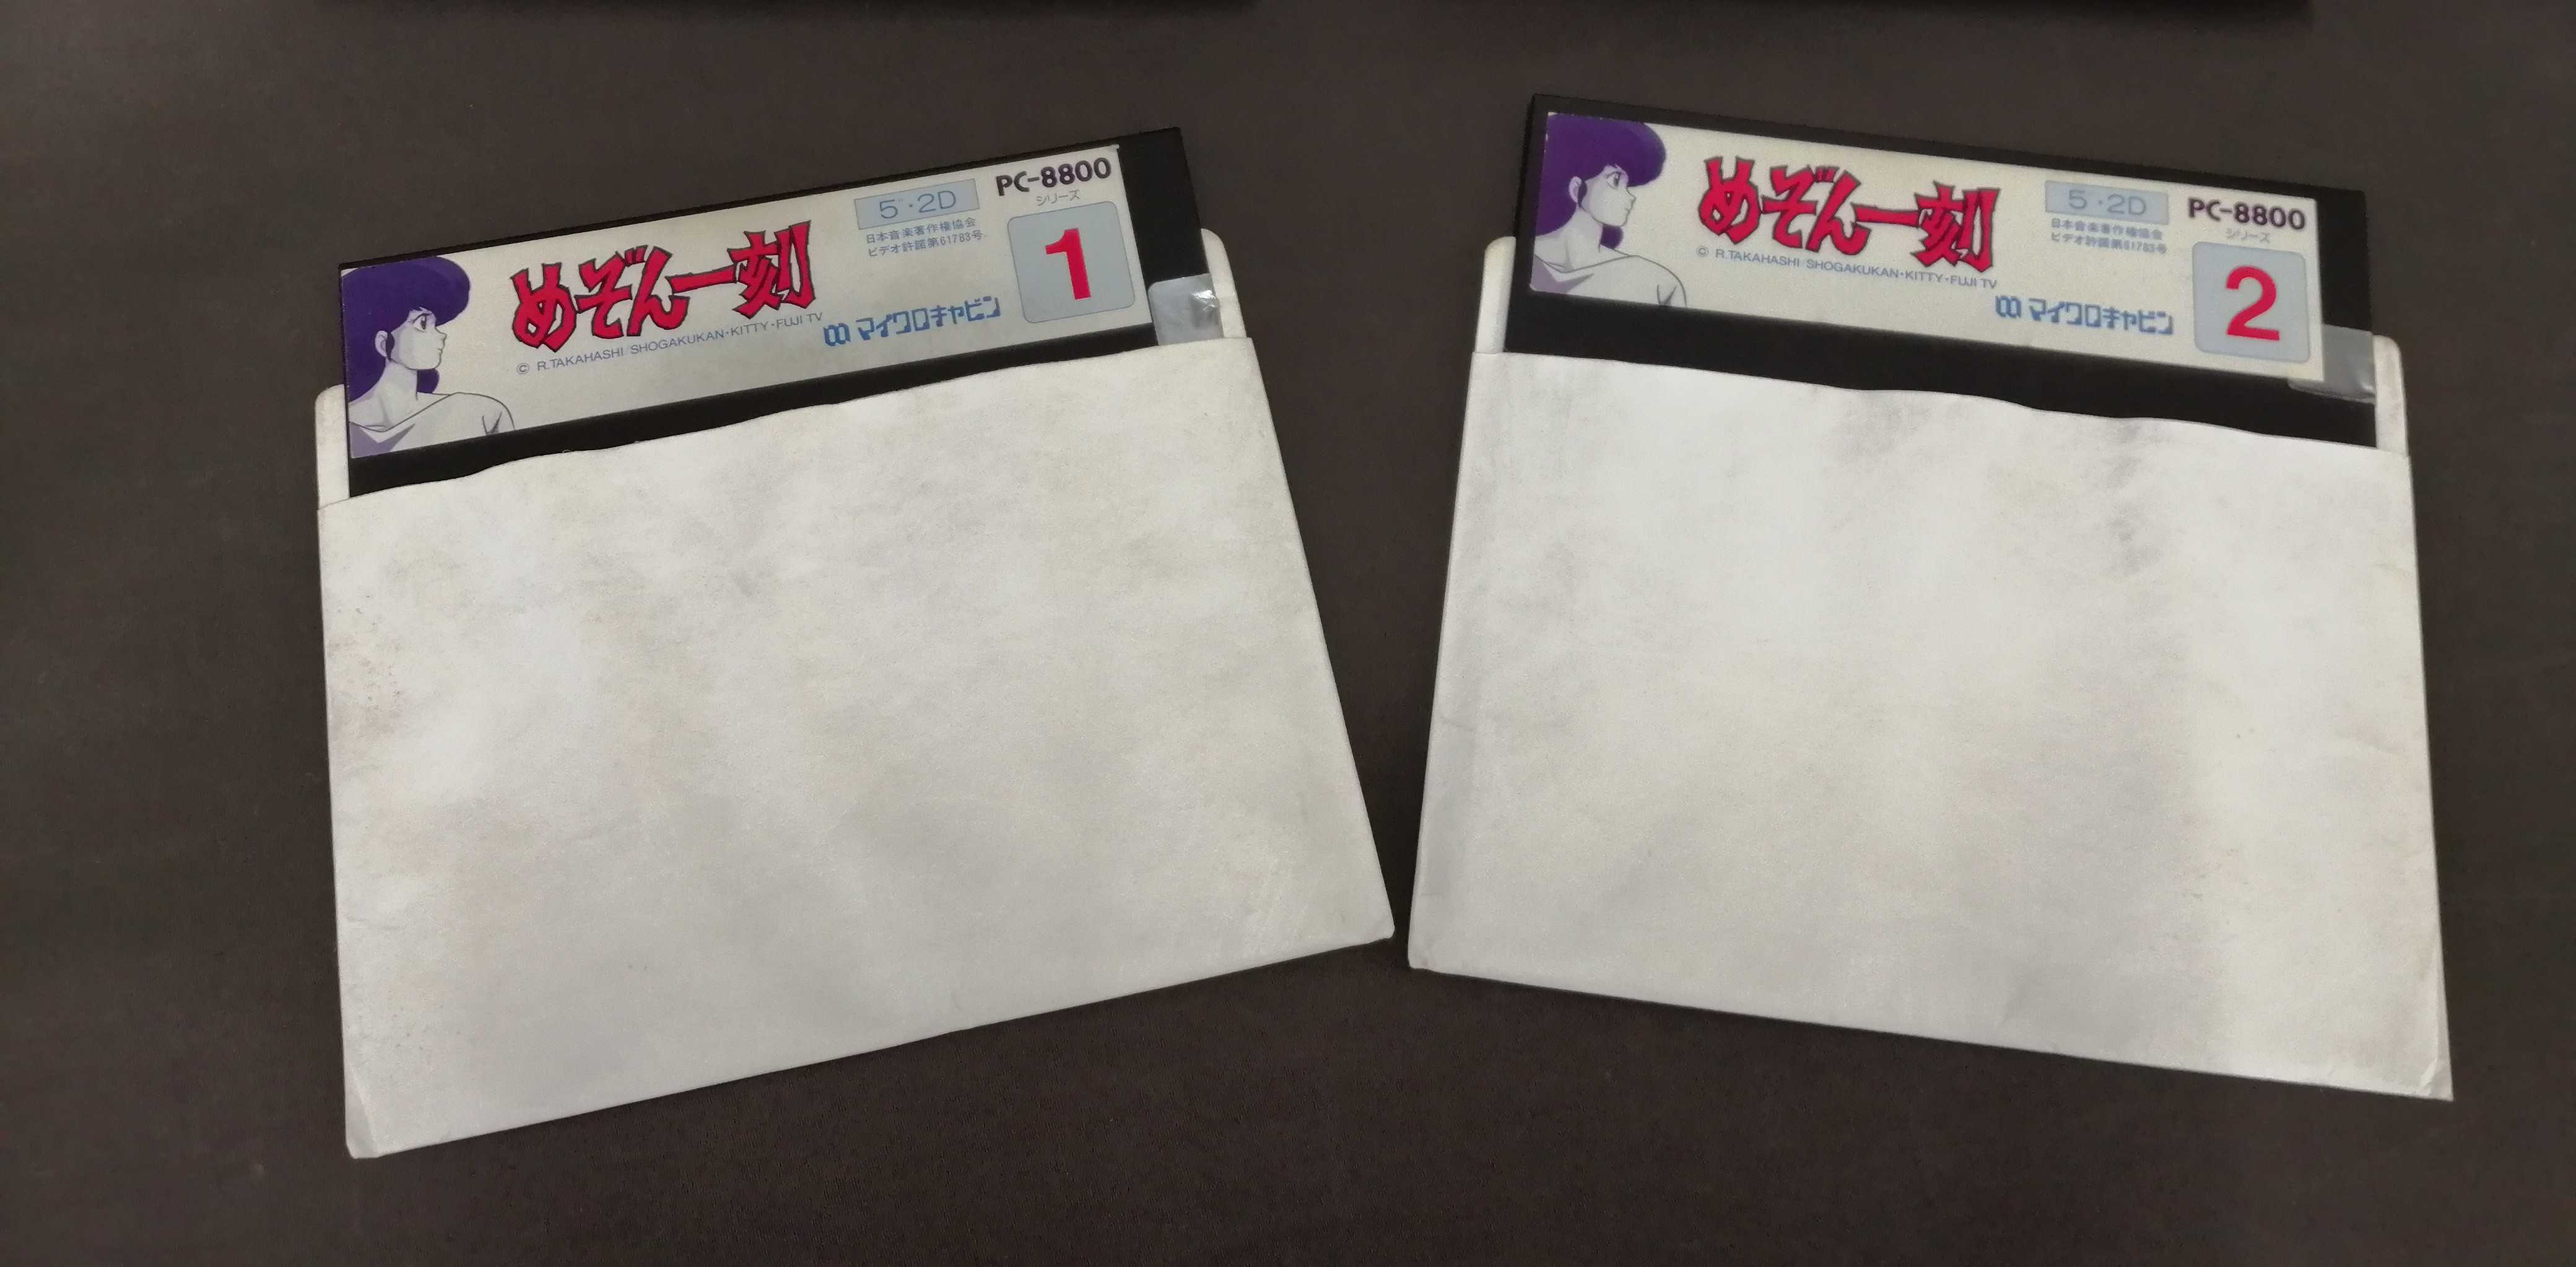 めぞん一刻
© R.TAKAHASHI/SHOGAKUKAN・KITTY・FUJI TV
5″・2D
日本音楽著作権協会
ビデオ許諾第61783号
PC-8800
シリーズ
1
マイクロキャビン
めぞん一刻
© R.TAKAHASHI/SHOGAKUKAN・KITTY・FUJI TV
5″・2D
日本音楽著作権協会
ビデオ許諾第61783号
PC-8800
シリーズ
2
マイクロキャビン